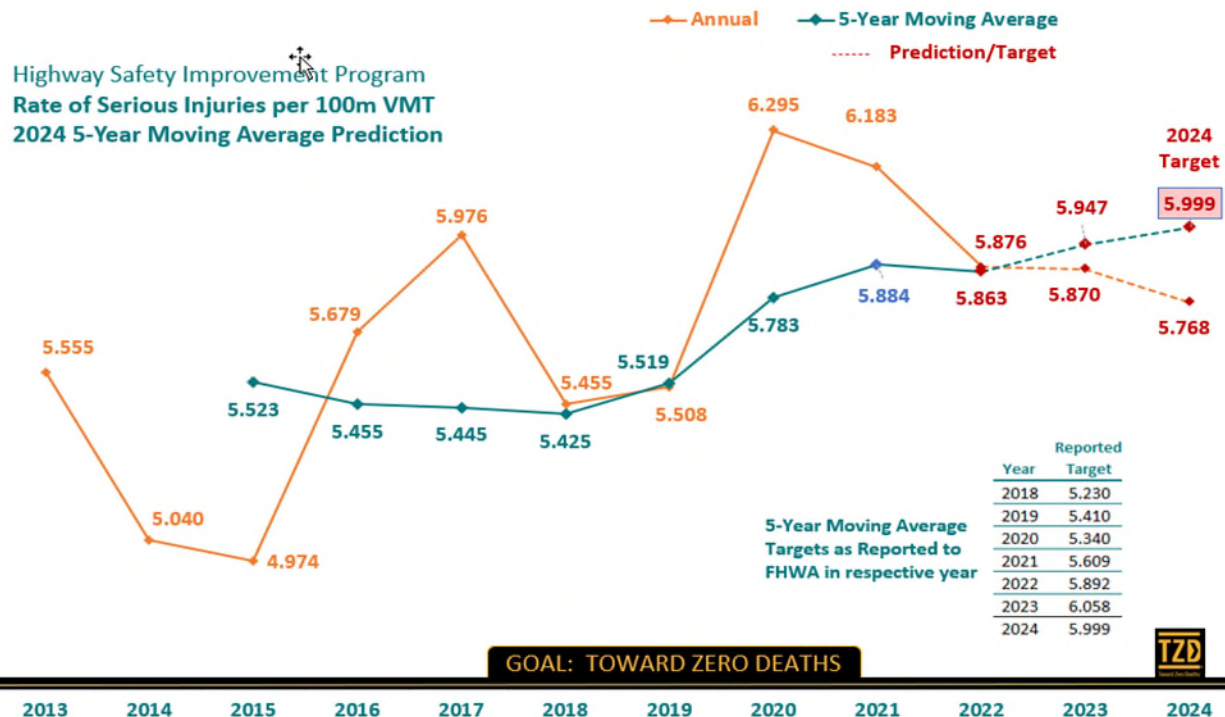 Annual
5-Year Moving Average
Prediction/Target
Highway Safety Improvement Program
Rate of Serious Injuries per 100m VMT
2024 5-Year Moving Average Prediction
6.295
6.183
2024
Target
5.999
5.976
5.947
5.876
5.679
5.884
5.863
5.870
5.783
5.768
5.555
5.519
5.455
5.508
5.523
5.455
5.445
5.425
5.040
4.974
5-Year Moving Average
Targets as Reported to
FHWA in respective year
Reported
Year Target
2018 5.230
2019 5.410
2020 5.340
2021 5.609
2022 5.892
2023 6.058
2024 5.999
GOAL: TOWARD ZERO DEATHS
TZD
Toward Zero Deaths
2013 2014 2015 2016 2017 2018 2019 2020 2021 2022 2023 2024